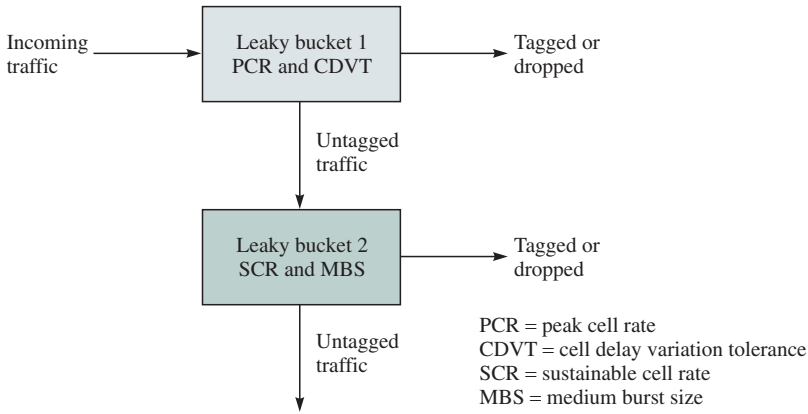 Incoming
traffic
Leaky bucket 1
PCR and CDVT
Tagged or
dropped
Untagged
traffic
Leaky bucket 2
SCR and MBS
Tagged or
dropped
Untagged
traffic
PCR = peak cell rate
CDVT = cell delay variation tolerance
SCR = sustainable cell rate
MBS = medium burst size